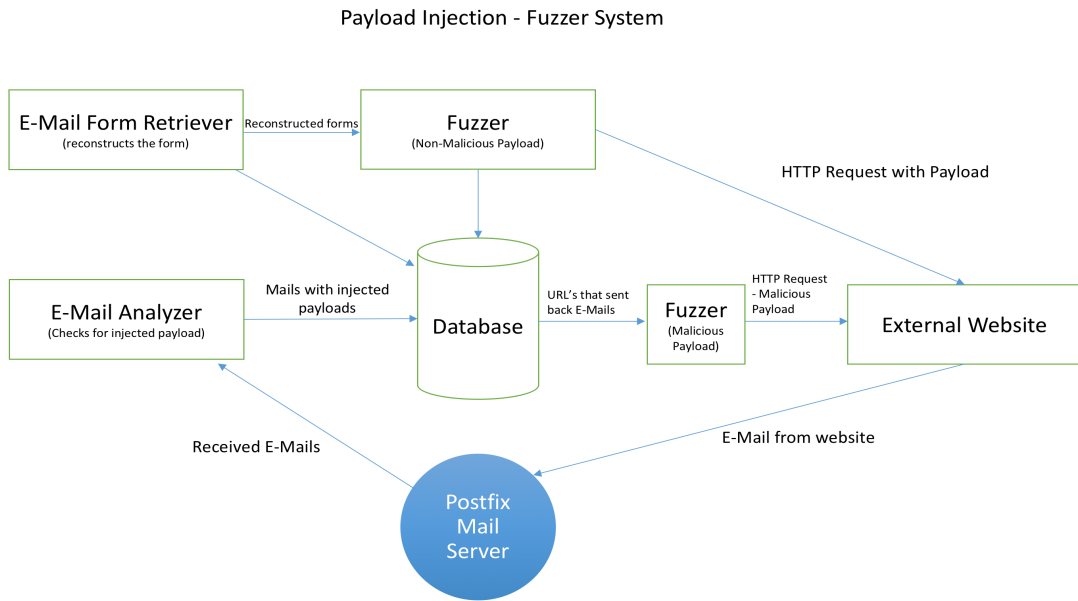 Payload Injection - Fuzzer System
E-Mail Form Retriever
(reconstructs the form)
Reconstructed forms
Fuzzer
(Non-Malicious Payload)
HTTP Request with Payload
E-Mail Analyzer
(Checks for injected payload)
Mails with injected
payloads
Database
URL's that sent
back E-Mails
Fuzzer
(Malicious
Payload)
HTTP Request
- Malicious
Payload
External Website
Received E-Mails
E-Mail from website
Postfix
Mail
Server